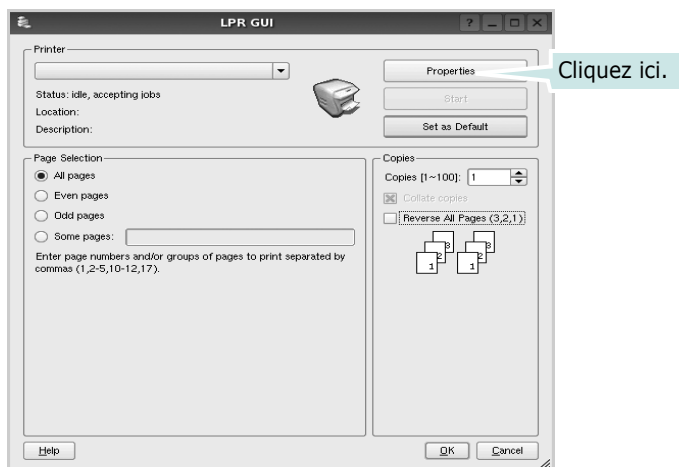 LPR GUI
Printer
Properties
Cliquez ici.
Status: idle, accepting jobs
Start
Location:
Description:
Set as Default
Page Selection
All pages
Even pages
Odd pages
Some pages:
Enter page numbers and/or groups of pages to print separated by
commas (1,2-5,10-12,17).
Copies
Copies [1~100]: 1
Collate copies
Reverse All Pages (3,2,1)
3 3
2 2
1 1
Help
OK
Cancel